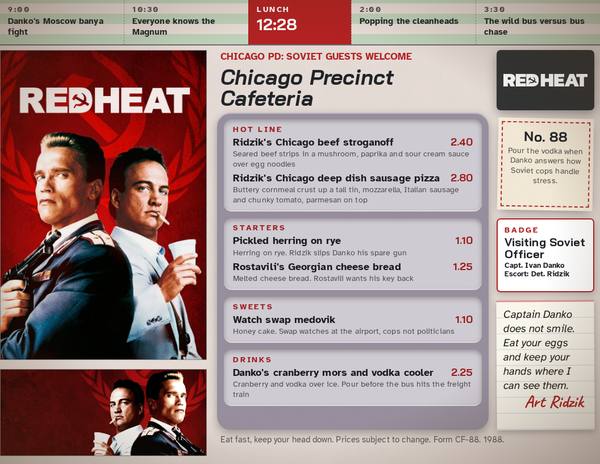 9:00
Danko's Moscow banya
fight
10:30
Everyone knows the
Magnum
LUNCH
12:28
2:00
Popping the cleanheads
3:30
The wild bus versus bus
chase
RED HEAT
CHICAGO PD: SOVIET GUESTS WELCOME
Chicago Precinct
Cafeteria
HOT LINE
Ridzik's Chicago beef stroganoff 2.40
Seared beef strips in a mushroom, paprika and sour cream sauce
over egg noodles
Ridzik's Chicago deep dish sausage pizza 2.80
Buttery cornmeal crust up a tall tin, mozzarella, Italian sausage
and chunky tomato, parmesan on top
STARTERS
Pickled herring on rye 1.10
Herring on rye. Ridzik slips Danko his spare gun
Rostavili's Georgian cheese bread 1.25
Melted cheese bread. Rostavili wants his key back
SWEETS
Watch swap medovik 1.10
Honey cake. Swap watches at the airport, cops not politicians
DRINKS
Danko's cranberry mors and vodka cooler 2.25
Cranberry and vodka over ice. Pour before the bus hits the freight
train
Eat fast, keep your head down. Prices subject to change. Form CF-88. 1988.
RED HEAT
No. 88
Pour the vodka when
Danko answers how
Soviet cops handle
stress.
BADGE
Visiting Soviet
Officer
Capt. Ivan Danko
Escort: Det. Ridzik
Captain Danko
does not smile.
Eat your eggs
and keep your
hands where I
can see them.
Art Ridzik